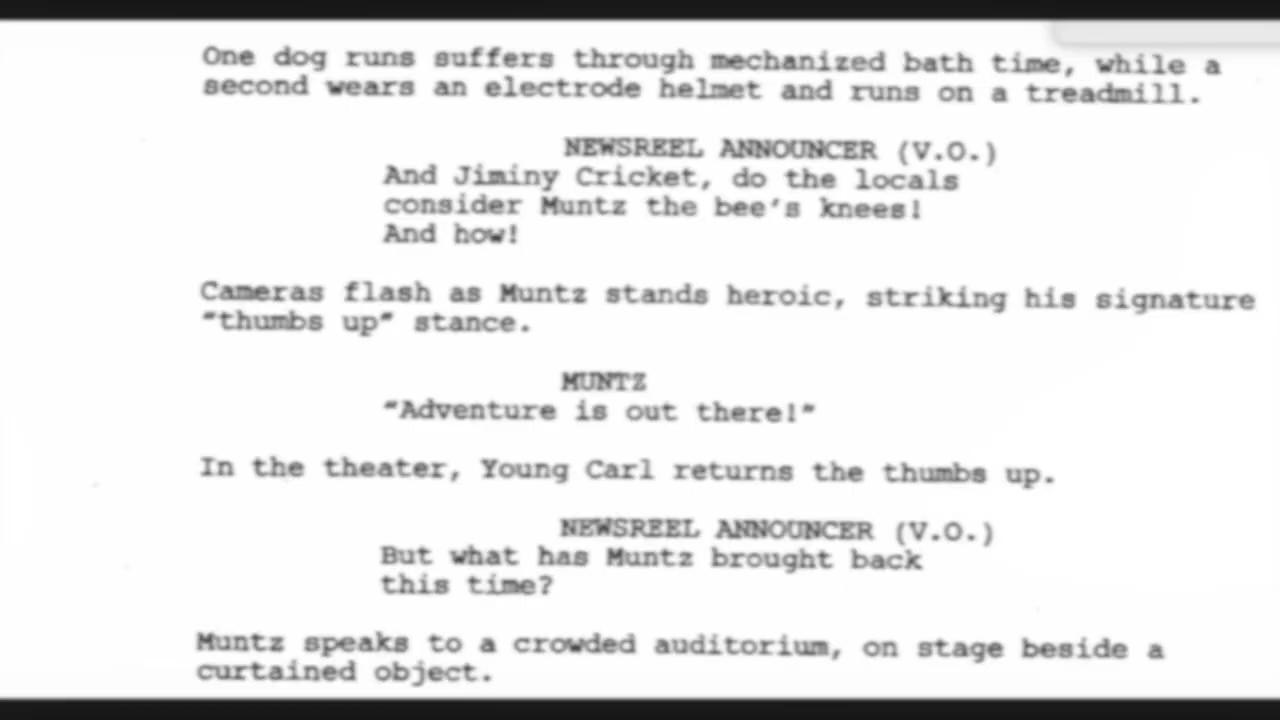 One dog runs suffers through mechanized bath time, while a
second wears an electrode helmet and runs on a treadmill.
NEWSREEL ANNOUNCER (V.O.)
And Jiminy Cricket, do the locals
consider Muntz the bee's knees!
And how!
Cameras flash as Muntz stands heroic, striking his signature
"thumbs up" stance.
MUNTZ
"Adventure is out there!"
In the theater, Young Carl returns the thumbs up.
NEWSREEL ANNOUNCER (V.O.)
But what has Muntz brought back
this time?
Muntz speaks to a crowded auditorium, on stage beside a
curtained object.